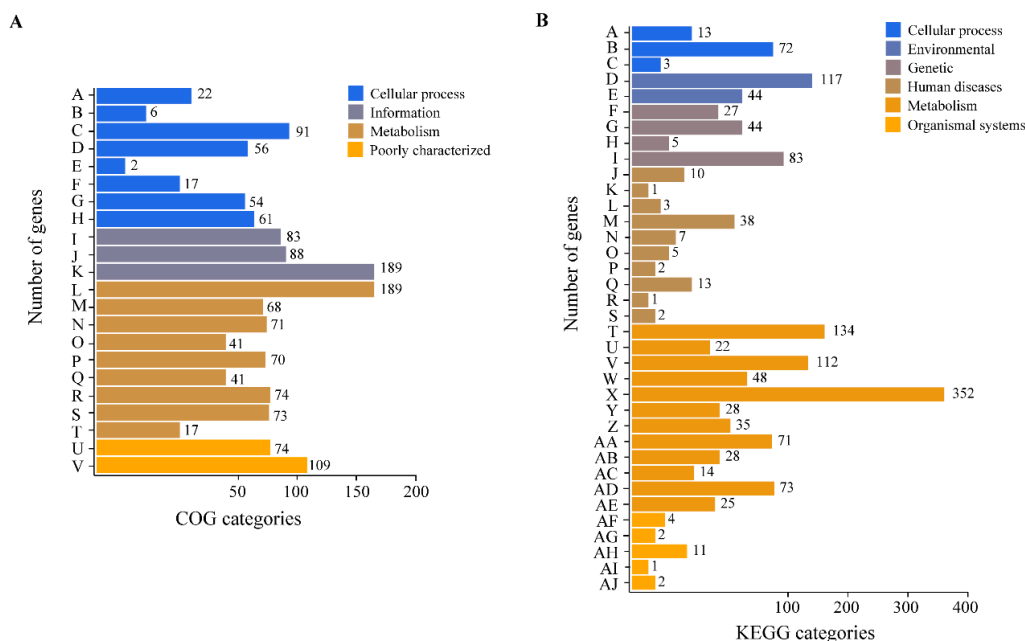 A
Number of genes
A 22
B 6
C 91
D 56
E 2
F 17
G 54
H 61
I 83
J 88
K 189
L 189
M 68
N 71
O 41
P 70
Q 41
R 74
S 73
T 17
U 74
V 109
50 100 150 200
COG categories
Cellular process
Information
Metabolism
Poorly characterized
B
Number of genes
A 13
B 72
C 3
D 117
E 44
F 27
G 44
H 5
I 83
J 10
K 1
L 3
M 38
N 7
O 5
P 2
Q 13
R 1
S 2
T 134
U 22
V 112
W 48
X 352
Y 28
Z 35
AA 71
AB 28
AC 14
AD 73
AE 25
AF 4
AG 2
AH 11
AI 1
AJ 2
100 200 300 400
KEGG categories
Cellular process
Environmental
Genetic
Human diseases
Metabolism
Organismal systems